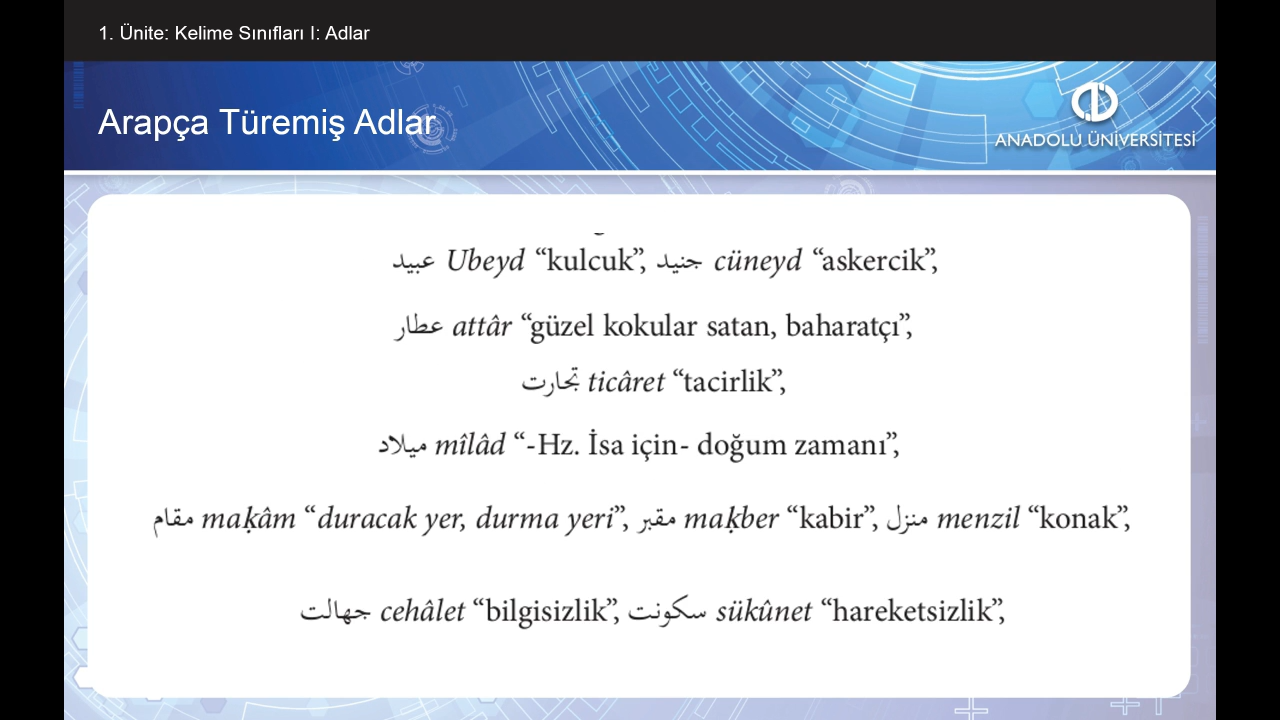 1. Ünite: Kelime Sınıfları I: Adlar
Arapça Türemiş Adlar
ANADOLU ÜNİVERSİTESİ
عبيد Ubeyd “kulcuk”, جنيد cüneyd “askercik”,
عطار attâr “güzel kokular satan, baharatçı”,
تجارت ticâret “tacirlik”,
ميلاد mîlâd “-Hz. İsa için- doğum zamanı”,
مقام maḳâm “duracak yer, durma yeri”, مقبر maḳber “kabir”, منزل menzil “konak”,
جهالت cehâlet “bilgisizlik”, سكونت sükûnet “hareketsizlik”,